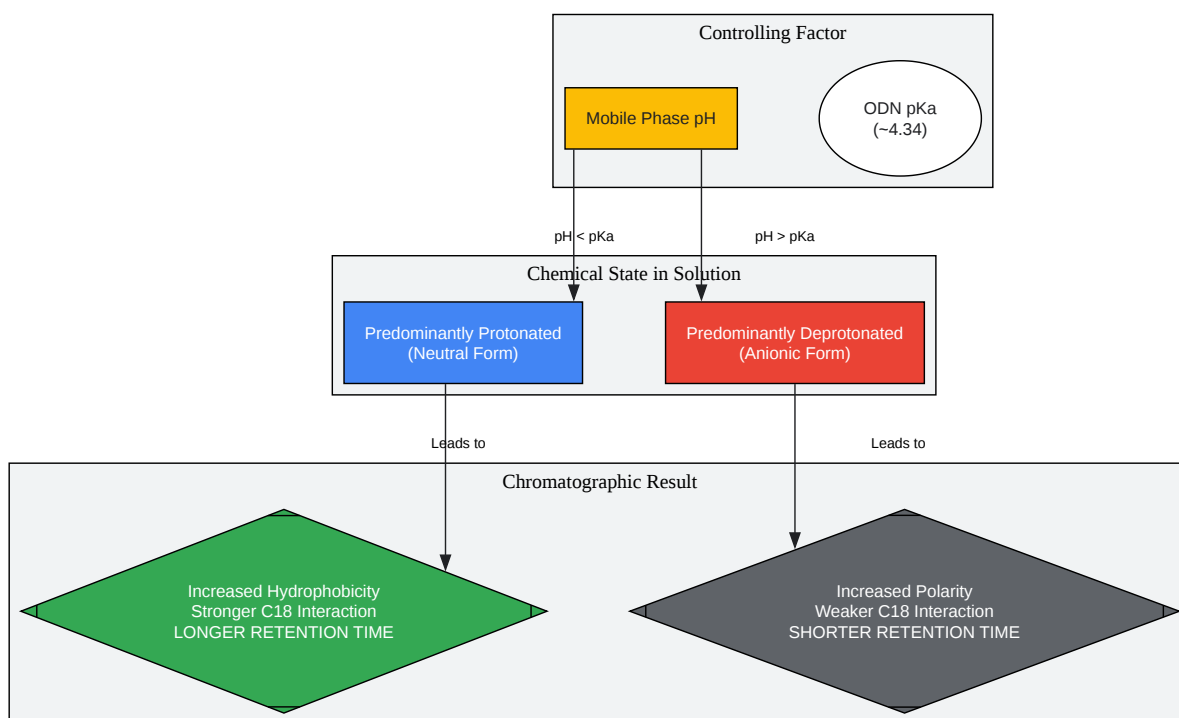 Controlling Factor
Mobile Phase pH
ODN pKa
(~4.34)
pH < pKa
pH > pKa
Chemical State in Solution
Predominantly Protonated
(Neutral Form)
Predominantly Deprotonated
(Anionic Form)
Leads to
Leads to
Chromatographic Result
Increased Hydrophobicity
Stronger C18 Interaction
LONGER RETENTION TIME
Increased Polarity
Weaker C18 Interaction
SHORTER RETENTION TIME